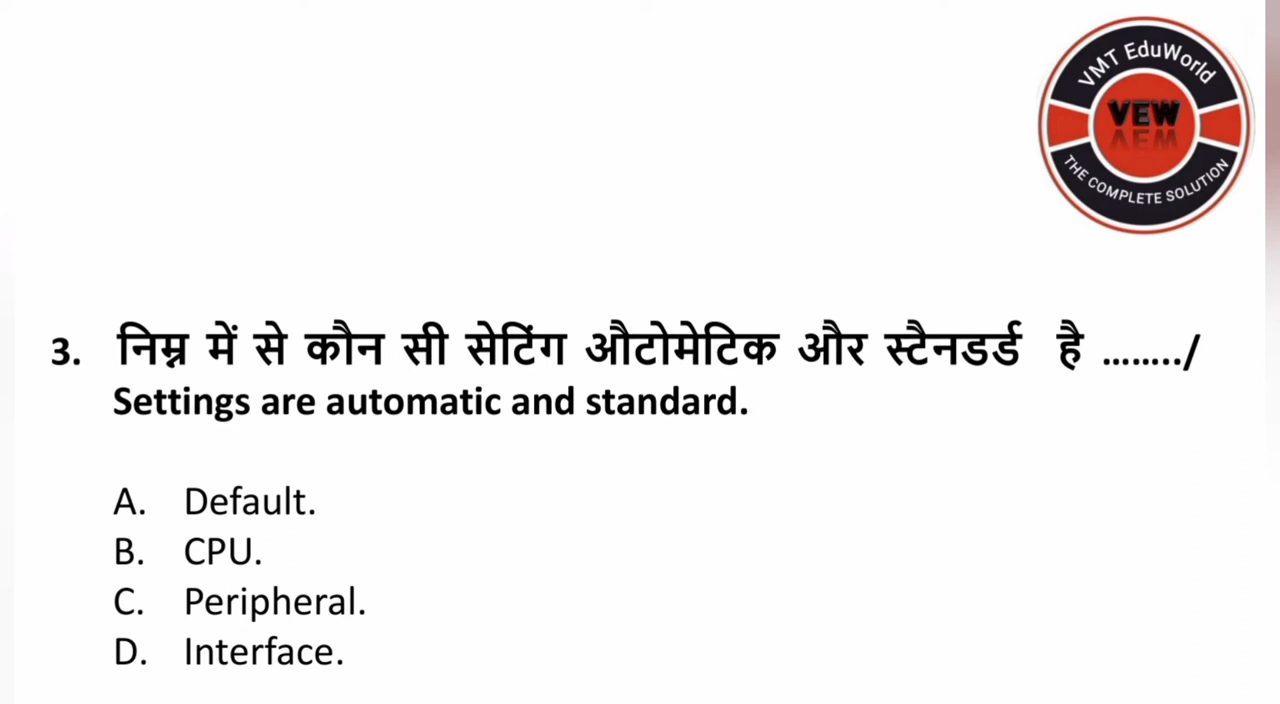 VMT EduWorld
VEW
THE COMPLETE SOLUTION
3. निम्न में से कौन सी सेटिंग औटोमेटिक और स्टैनडर्ड है ......../
Settings are automatic and standard.
A. Default.
B. CPU.
C. Peripheral.
D. Interface.